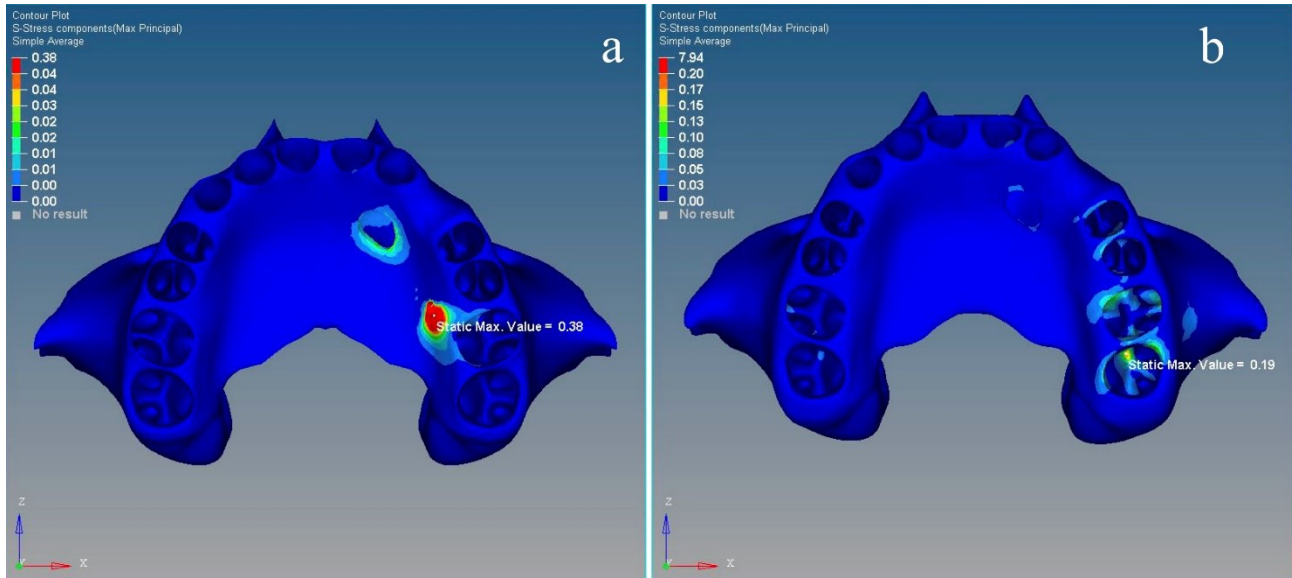 Contour Plot
S-Stress components(Max Principal)
Simple Average
0.38
0.04
0.04
0.03
0.02
0.02
0.01
0.01
0.00
0.00
No result
a
Static Max. Value = 0.38
Z
Y
X
Contour Plot
S-Stress components(Max Principal)
Simple Average
7.94
0.20
0.17
0.15
0.13
0.10
0.08
0.05
0.03
0.00
No result
b
Static Max. Value = 0.19
Z
X